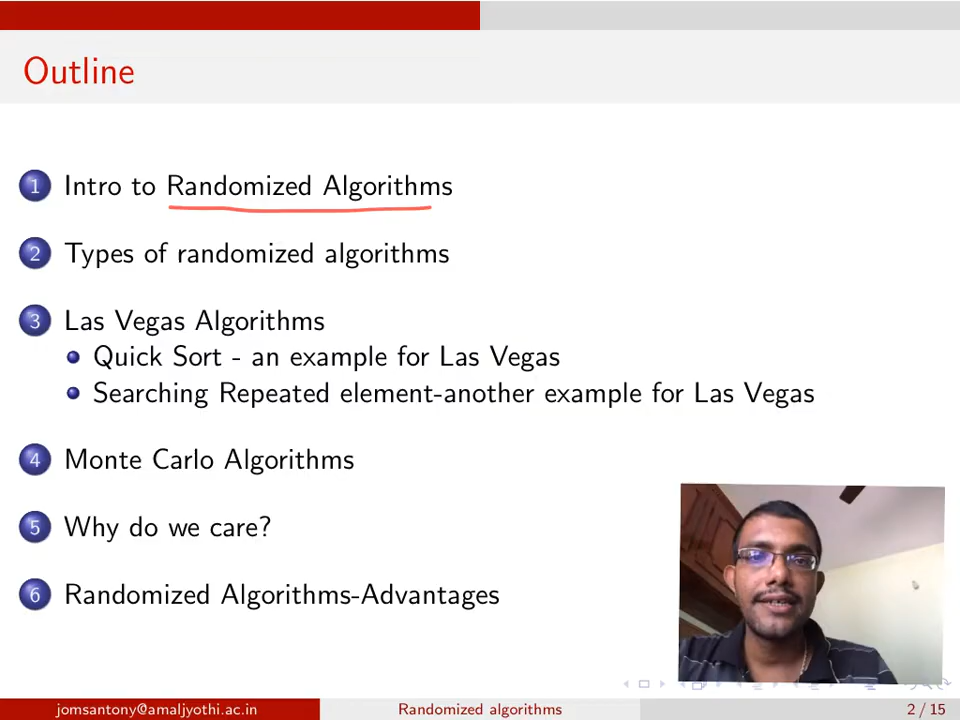 Outline
1 Intro to Randomized Algorithms
2 Types of randomized algorithms
3 Las Vegas Algorithms
Quick Sort - an example for Las Vegas
Searching Repeated element-another example for Las Vegas
4 Monte Carlo Algorithms
5 Why do we care?
6 Randomized Algorithms-Advantages
jomsantony@amaljyothi.ac.in Randomized algorithms 2 / 15